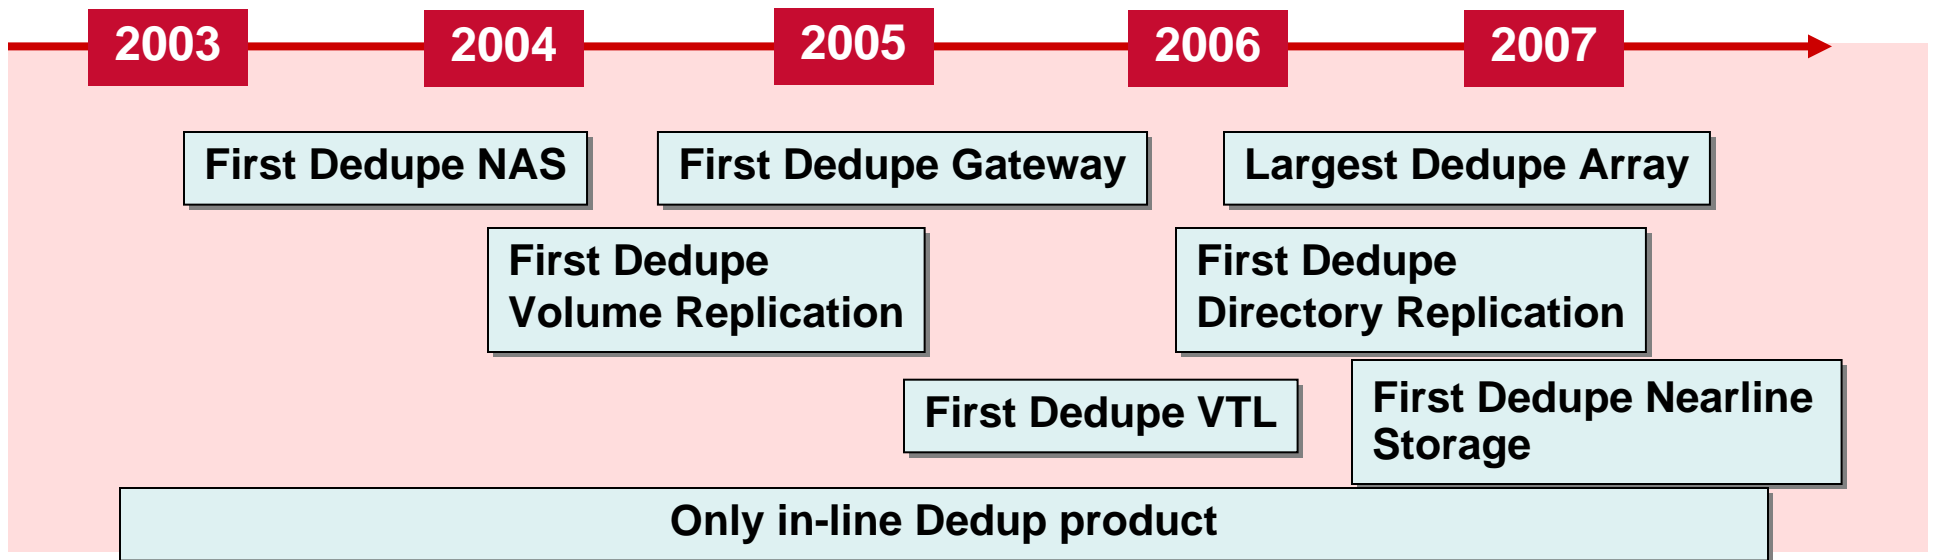 2003
2004
2005
2006
2007
First Dedupe NAS
First Dedupe Gateway
Largest Dedupe Array
First Dedupe
Volume Replication
First Dedupe
Directory Replication
First Dedupe VTL
First Dedupe Nearline
Storage
Only in-line Dedup product